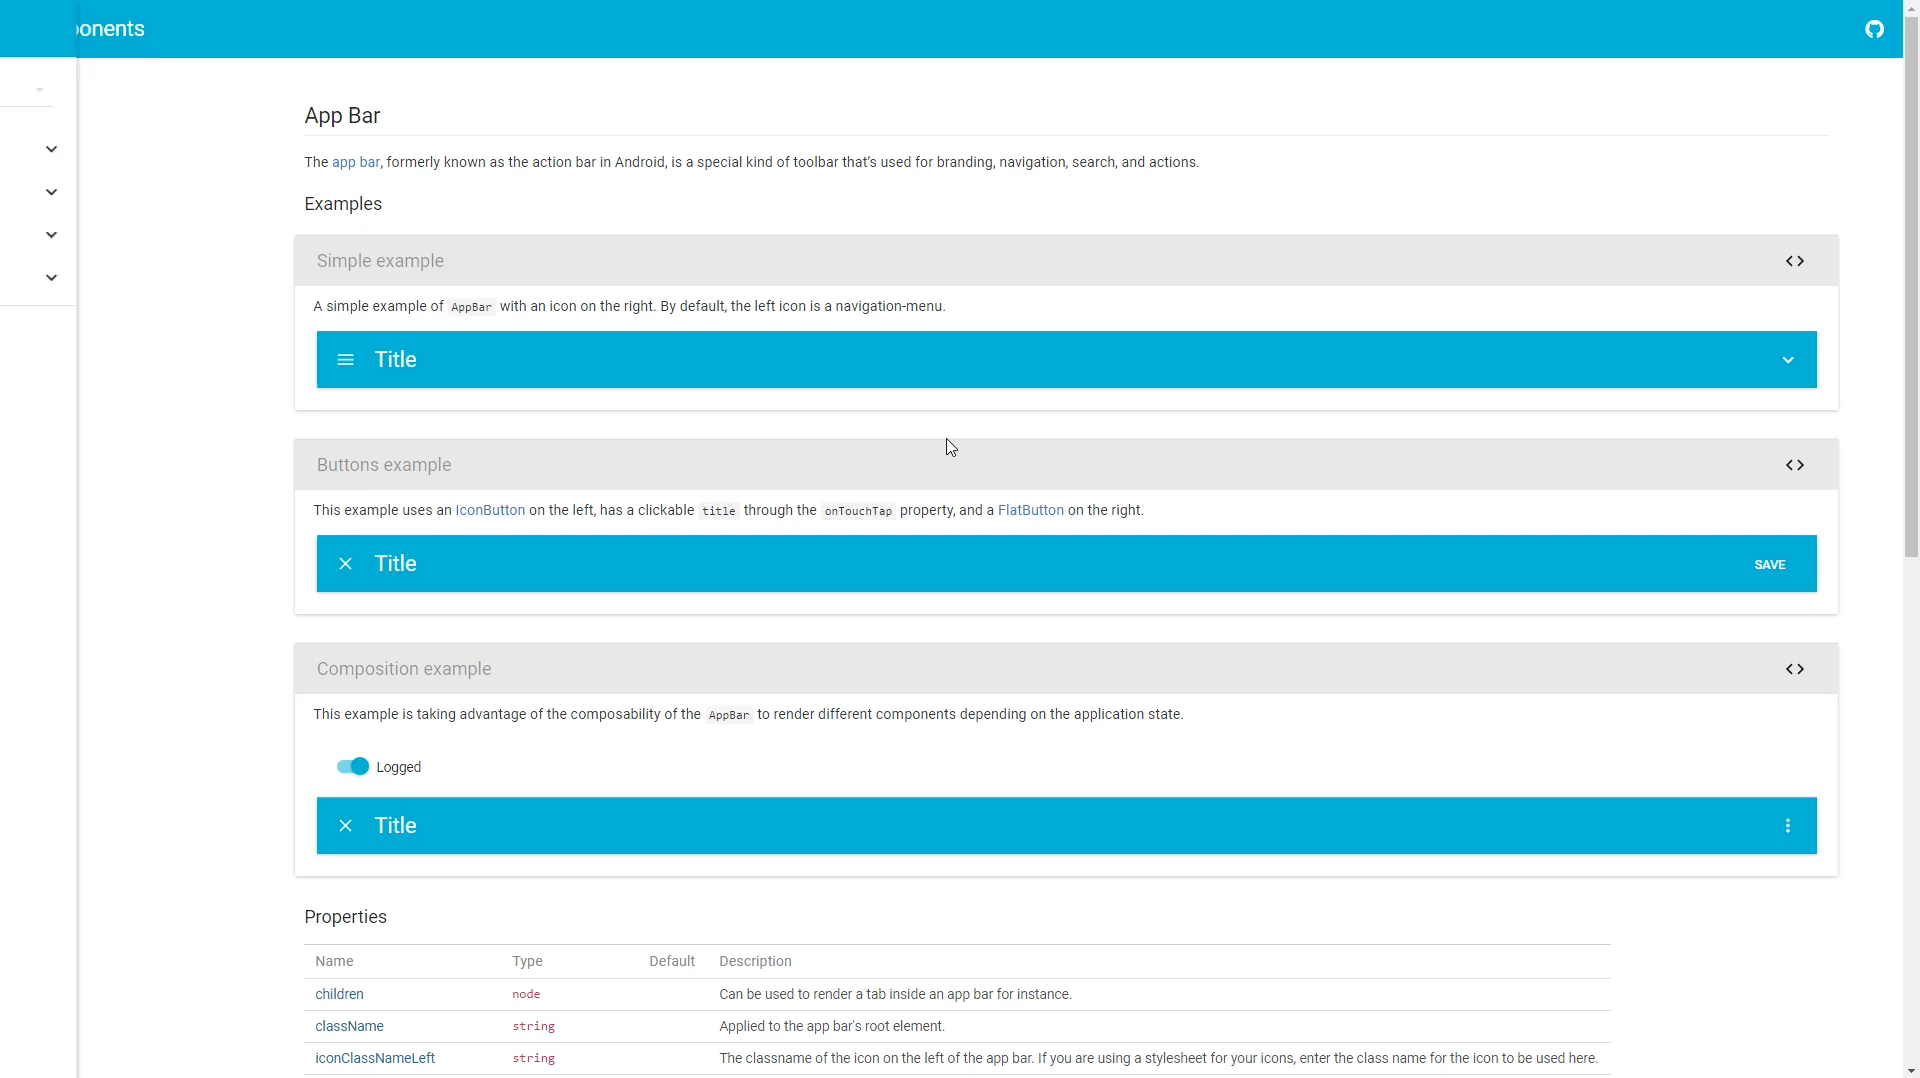 onents
App Bar
The app bar, formerly known as the action bar in Android, is a special kind of toolbar that's used for branding, navigation, search, and actions.
Examples
Simple example
A simple example of AppBar with an icon on the right. By default, the left icon is a navigation-menu.
Title
Buttons example
This example uses an IconButton on the left, has a clickable title through the onTouchTap property, and a FlatButton on the right.
Title SAVE
Composition example
This example is taking advantage of the composability of the AppBar to render different components depending on the application state.
Logged
Title
Properties
Name Type Default Description
children node Can be used to render a tab inside an app bar for instance.
className string Applied to the app bar's root element.
iconClassNameLeft string The classname of the icon on the left of the app bar. If you are using a stylesheet for your icons, enter the class name for the icon to be used here.